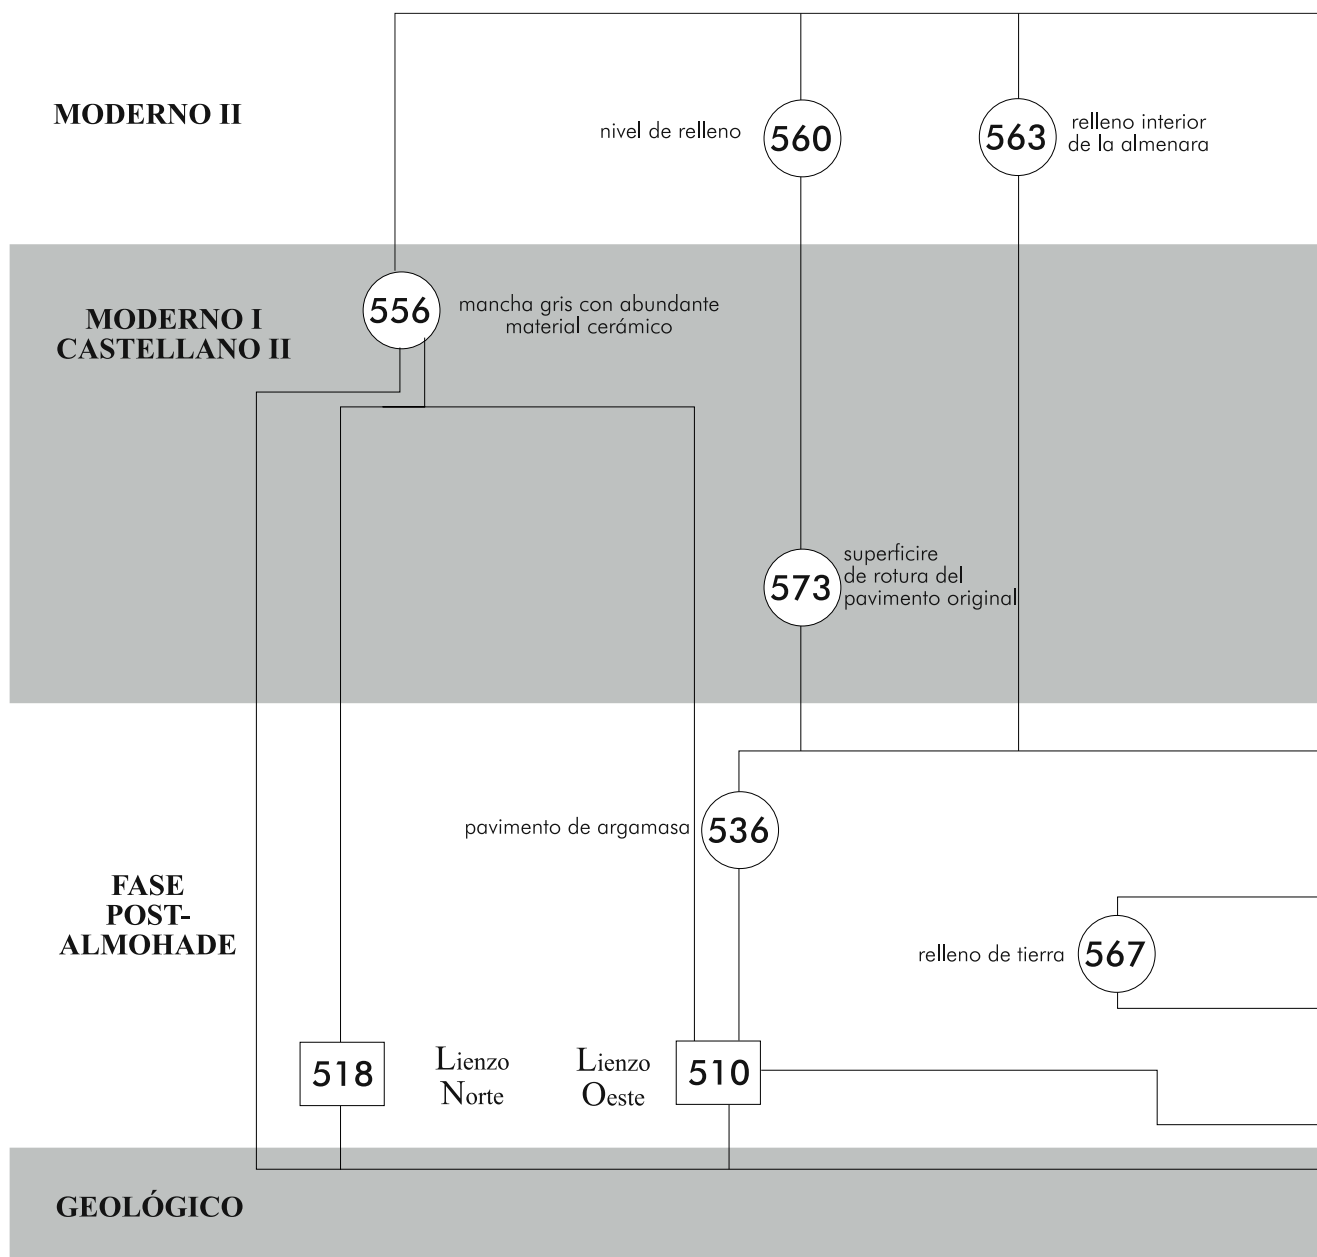 MODERNO II
nivel de relleno
560
563
relleno interior
de la almenara
MODERNO I
CASTELLANO II
556
mancha gris con abundante
material cerámico
573
superficire
de rotura del
pavimento original
pavimento de argamasa
536
FASE
POST-
ALMOHADE
relleno de tierra
567
518
Lienzo
Norte
Lienzo
Oeste
510
GEOLÓGICO